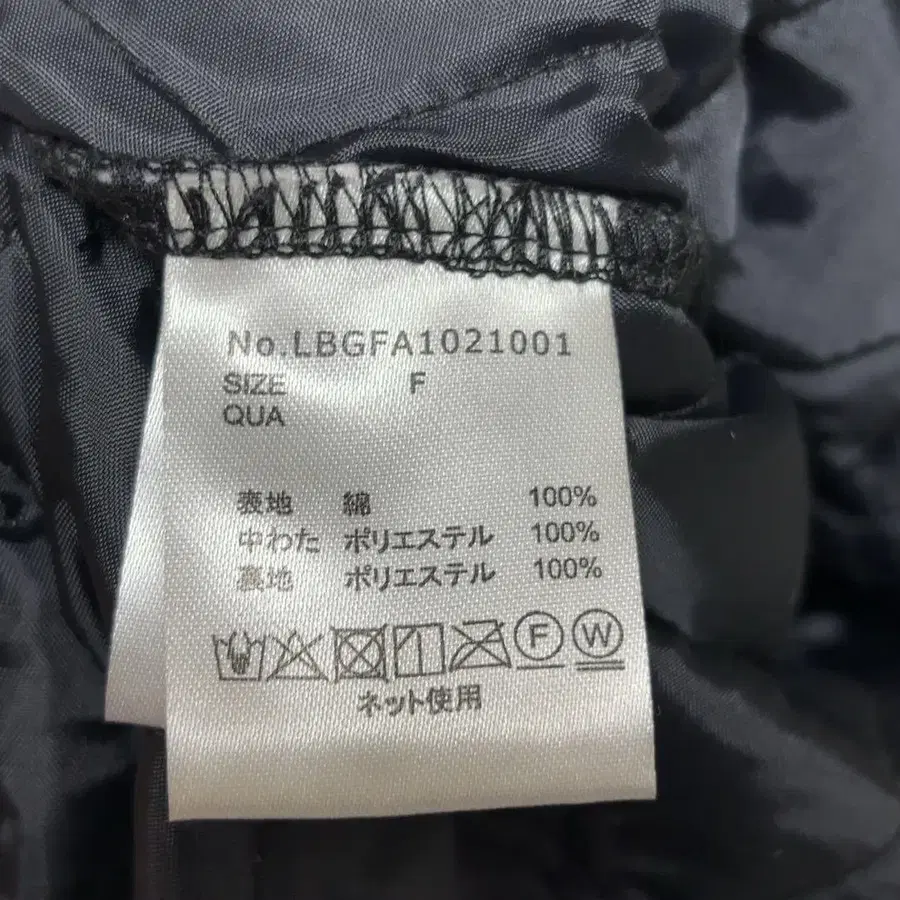 No.LBGFA1021001
SIZE F
QUA
表地 綿 100%
中わた ポリエステル 100%
裏地 ポリエステル 100%
F W
ネット使用